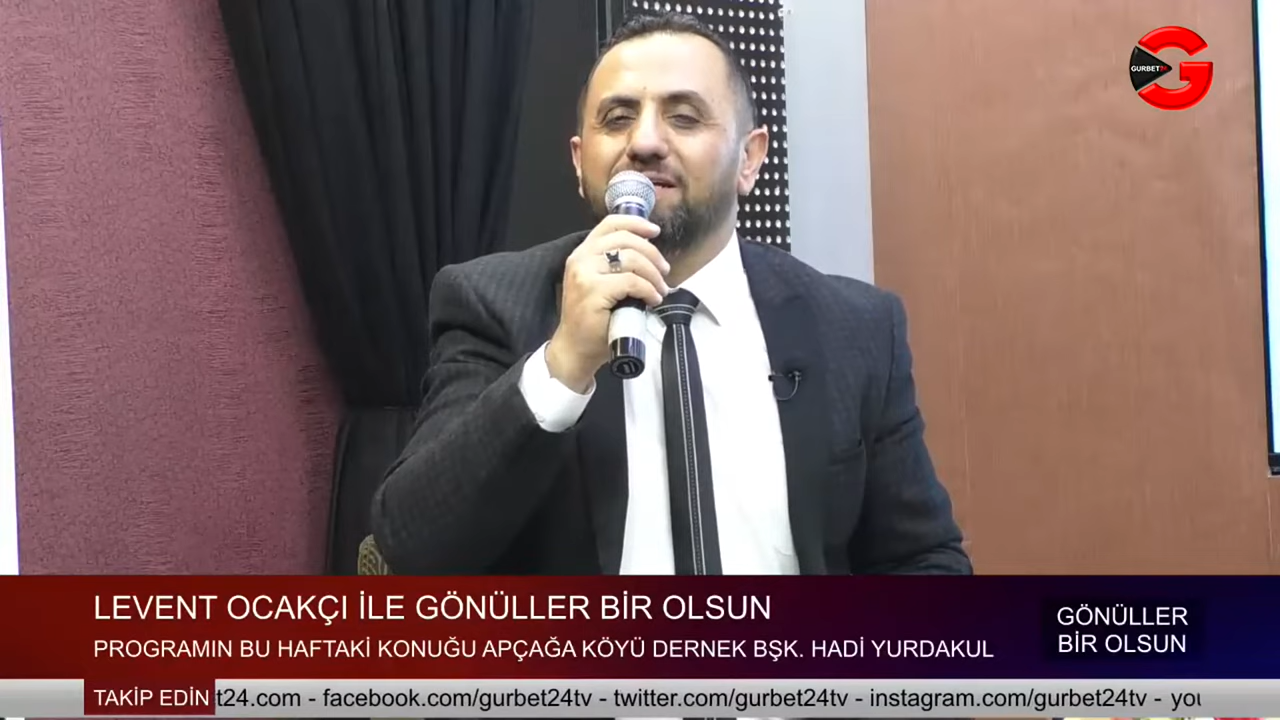 GURBET24
LEVENT OCAKÇI İLE GÖNÜLLER BİR OLSUN
PROGRAMIN BU HAFTAKİ KONUĞU APÇAĞA KÖYÜ DERNEK BŞK. HADİ YURDAKUL
GÖNÜLLER
BİR OLSUN
TAKİP EDİN t24.com - facebook.com/gurbet24tv - twitter.com/gurbet24tv - instagram.com/gurbet24tv - you